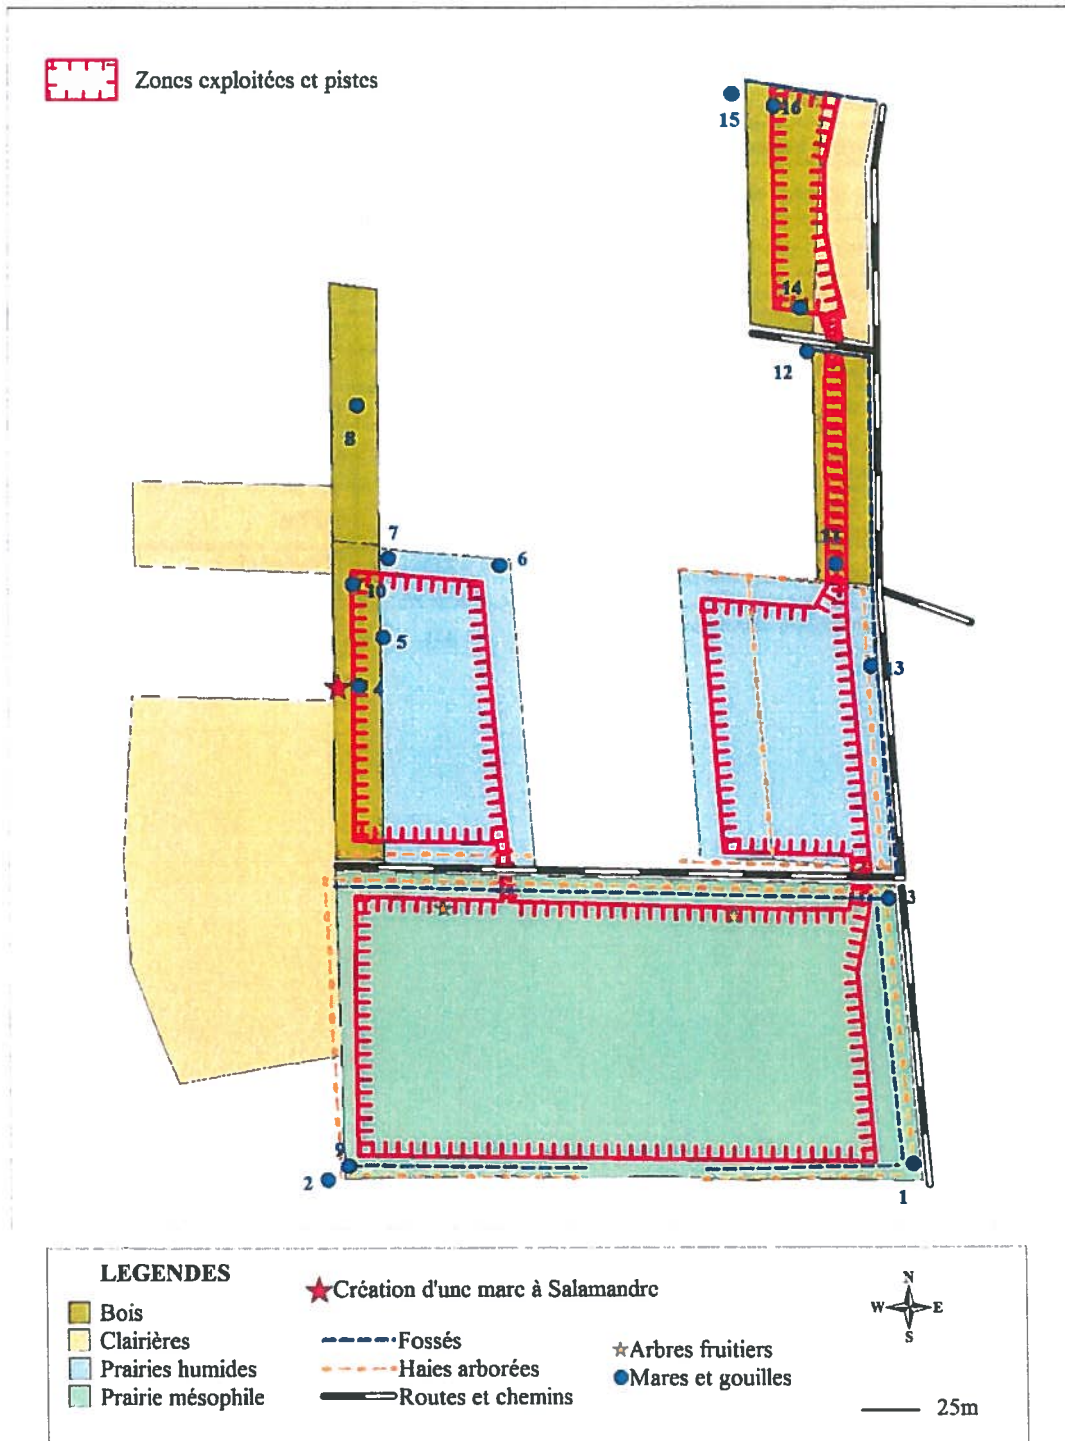 Zones exploitées et pistes
15
16
14
12
8
7
6
11
10
5
4
13
3
9
2
1
LEGENDES
Bois
Clairières
Prairies humides
Prairie mésophile
Création d'une mare à Salamandre
Fossés
Haies arborées
Routes et chemins
Arbres fruitiers
Mares et gouilles
N
W E
S
25m